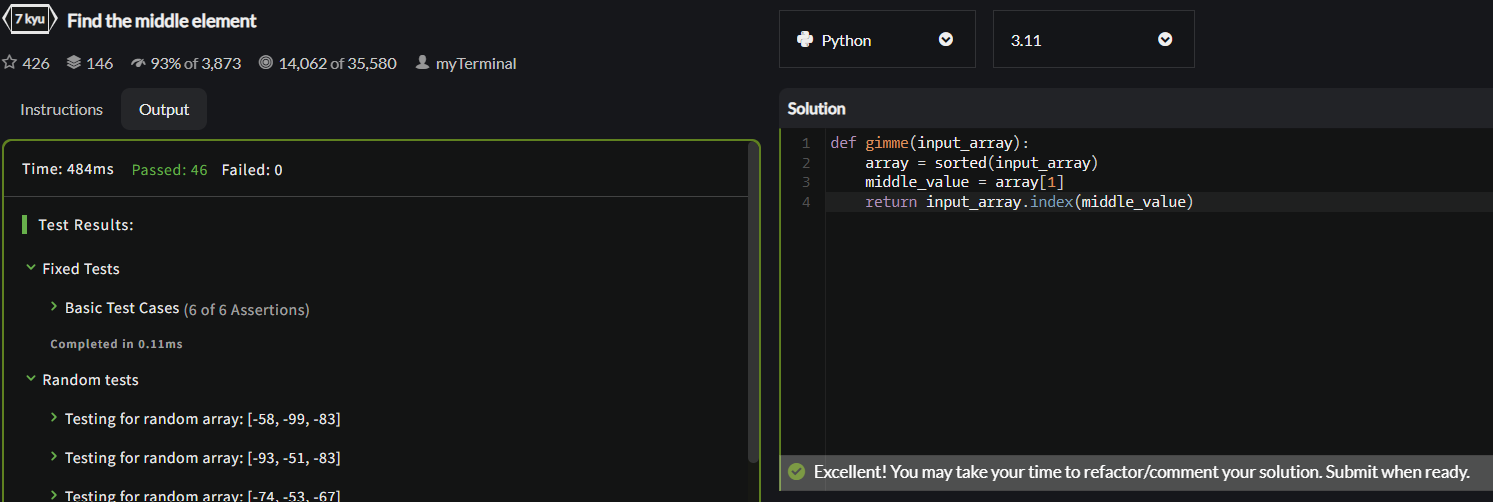 7 kyu Find the middle element
426 146 93% of 3,873 14,062 of 35,580 myTerminal
Instructions Output
Time: 484ms Passed: 46 Failed: 0
Test Results:
Fixed Tests
Basic Test Cases (6 of 6 Assertions)
Completed in 0.11ms
Random tests
Testing for random array: [-58, -99, -83]
Testing for random array: [-93, -51, -83]
Testing for random array: [-74, -53, -67]
Python 3.11
Solution
1 def gimme(input_array):
2 array = sorted(input_array)
3 middle_value = array[1]
4 return input_array.index(middle_value)
Excellent! You may take your time to refactor/comment your solution. Submit when ready.